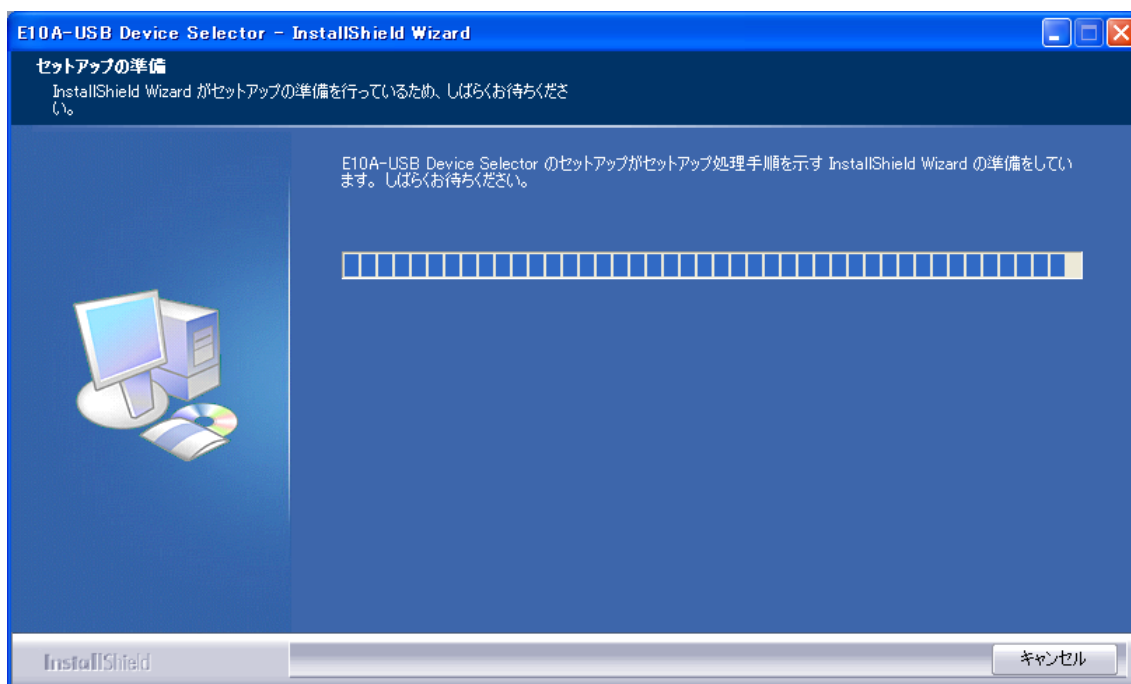 E10A-USB Device Selector - InstallShield Wizard
セットアップの準備
InstallShield Wizard がセットアップの準備を行っているため、しばらくお待ちくださ
い。
E10A-USB Device Selector のセットアップがセットアップ処理手順を示す InstallShield Wizard の準備をしてい
ます。しばらくお待ちください。
InstallShield
キャンセル